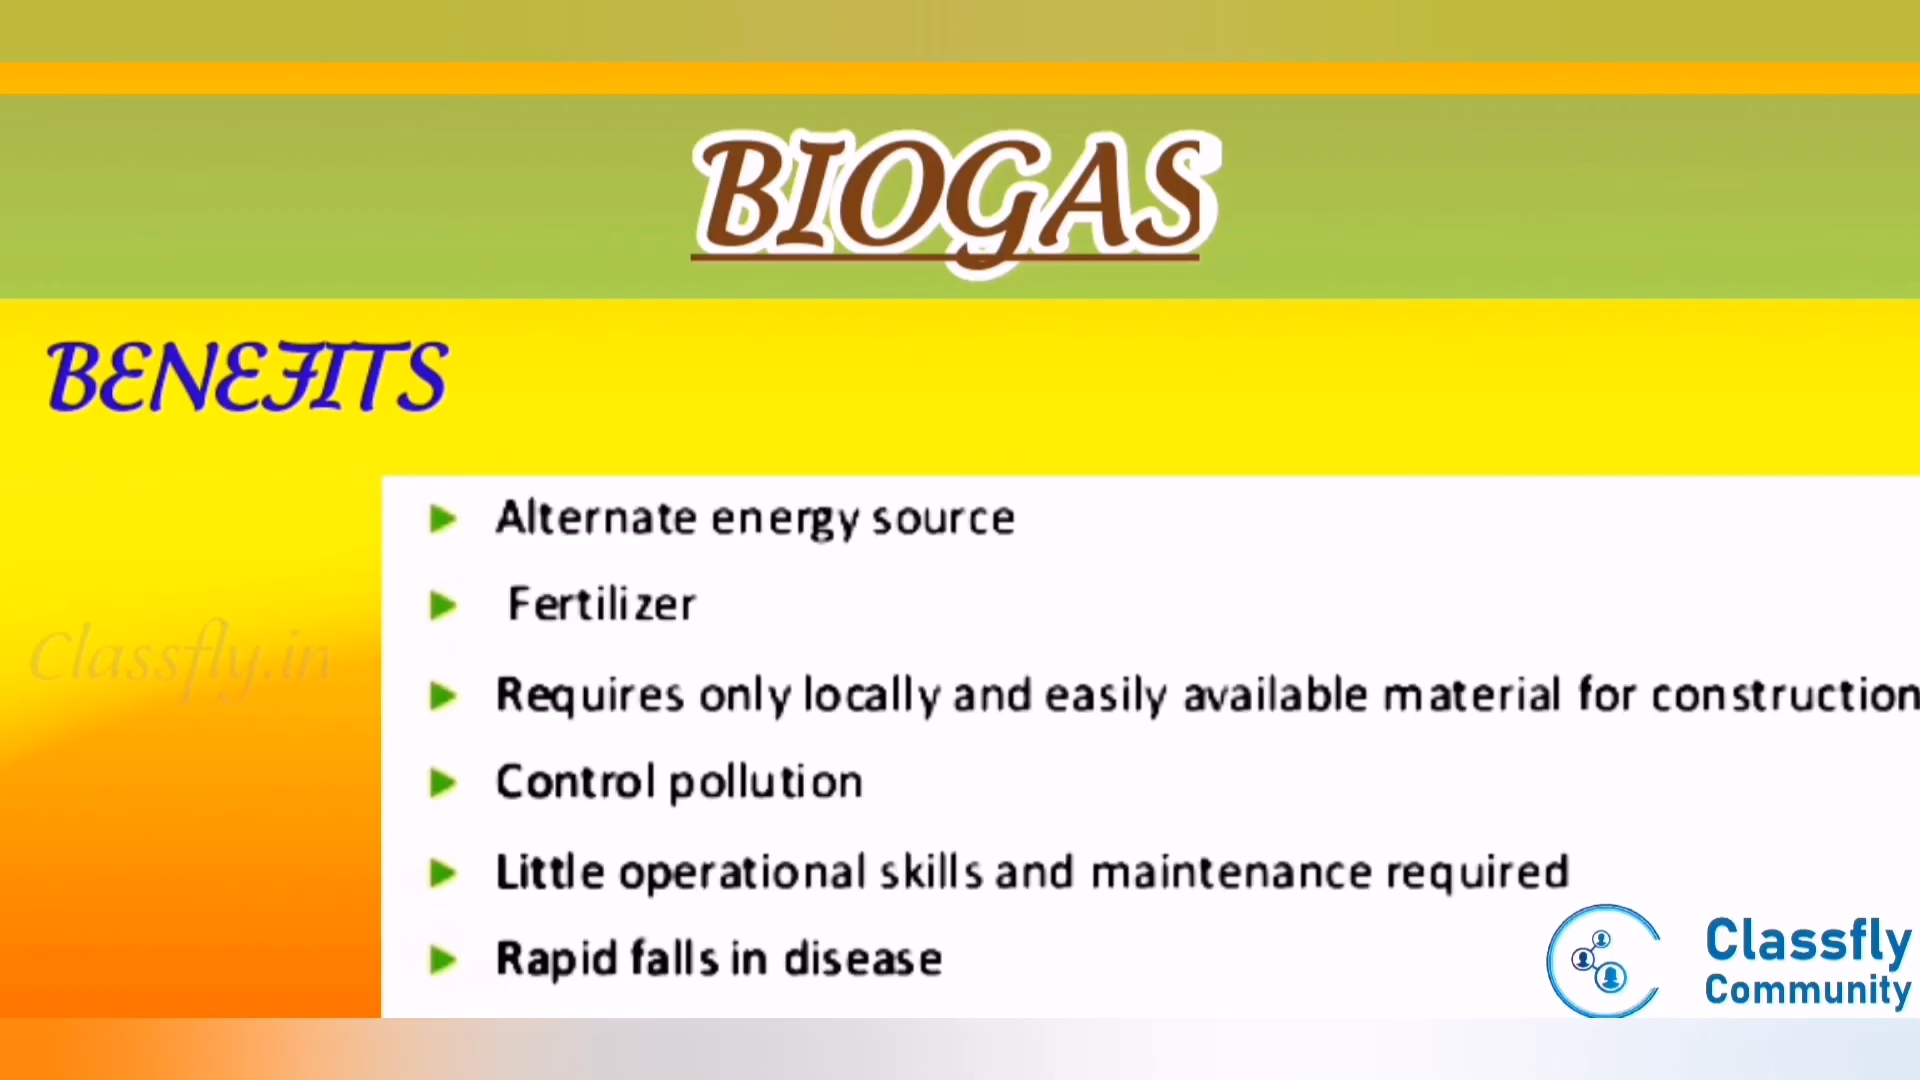 BIOGAS
BENEFITS
Alternate energy source
Fertilizer
Requires only locally and easily available material for construction
Control pollution
Classfly.in
Little operational skills and maintenance required
Rapid falls in disease
Classfly
Community